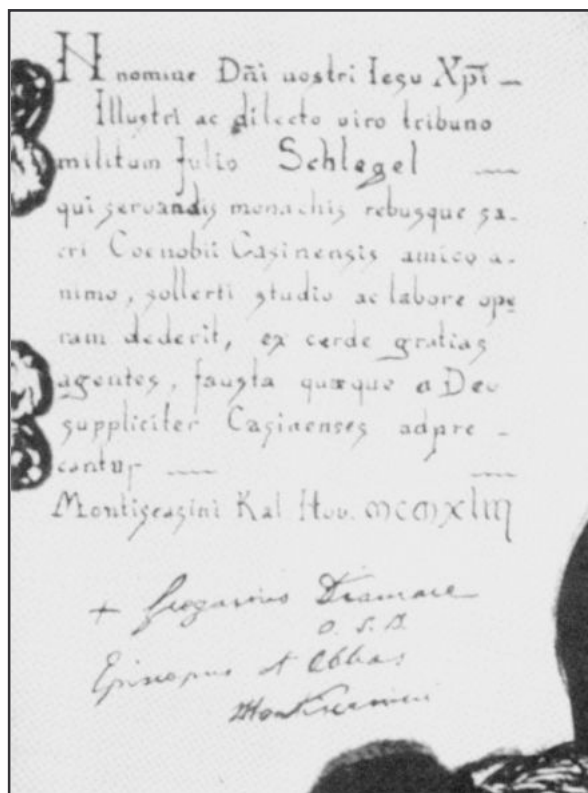 In nomine Dñi nostri Iesu Xpi —
Illustri ac dilecto viro tribuno
militum Julio Schlegel
qui servandis monachis rebusque sa-
cri Coenobii Casinensis amico a-
nimo, sollerti studio ac labore ope
ram dederit, ex corde gratias
agentes, fausta quæque a Deo
suppliciter Casinenses adpre-
cantur
Montiscasini Kal Nov. MCMXLIII
+ Gregorius Diamare
O. S. B.
Episcopus et Abbas
Montiscasini